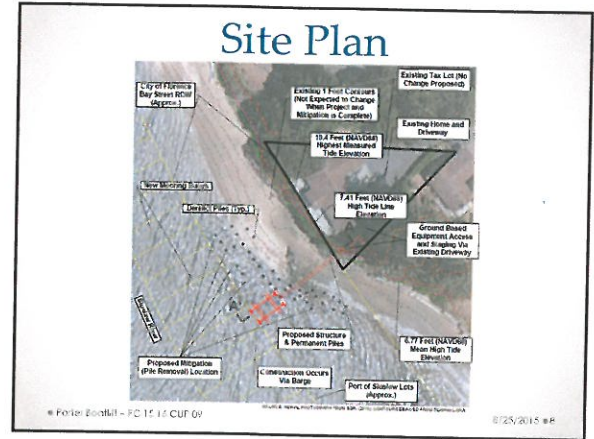 Site Plan
City of Florence
Bay Street ROW
(Approx.)
Existing 1 Foot Contours
(Not Expected to Change
When Project and
Mitigation is Complete)
Existing Tax Lot (No
Change Proposed)
Existing Home and
Driveway
10.4 Feet (NAVD88)
Highest Measured
Tide Elevation
New Mooring
Derelict Piles (Typ.)
7.41 Feet (NAVD88)
High Tide Line
Elevation
Ground Based
Equipment Access
and Staging Via
Existing Driveway
Siuslaw River
Proposed Structure
& Permanent Piles
6.77 Feet (NAVD88)
Mean High Tide
Elevation
Proposed Mitigation
(Pile Removal) Location
Construction Occurs
Via Barge
Port of Siuslaw Lots
(Approx.)
Boatlift – PC 15 15 CUP 09
8/25/2015 8